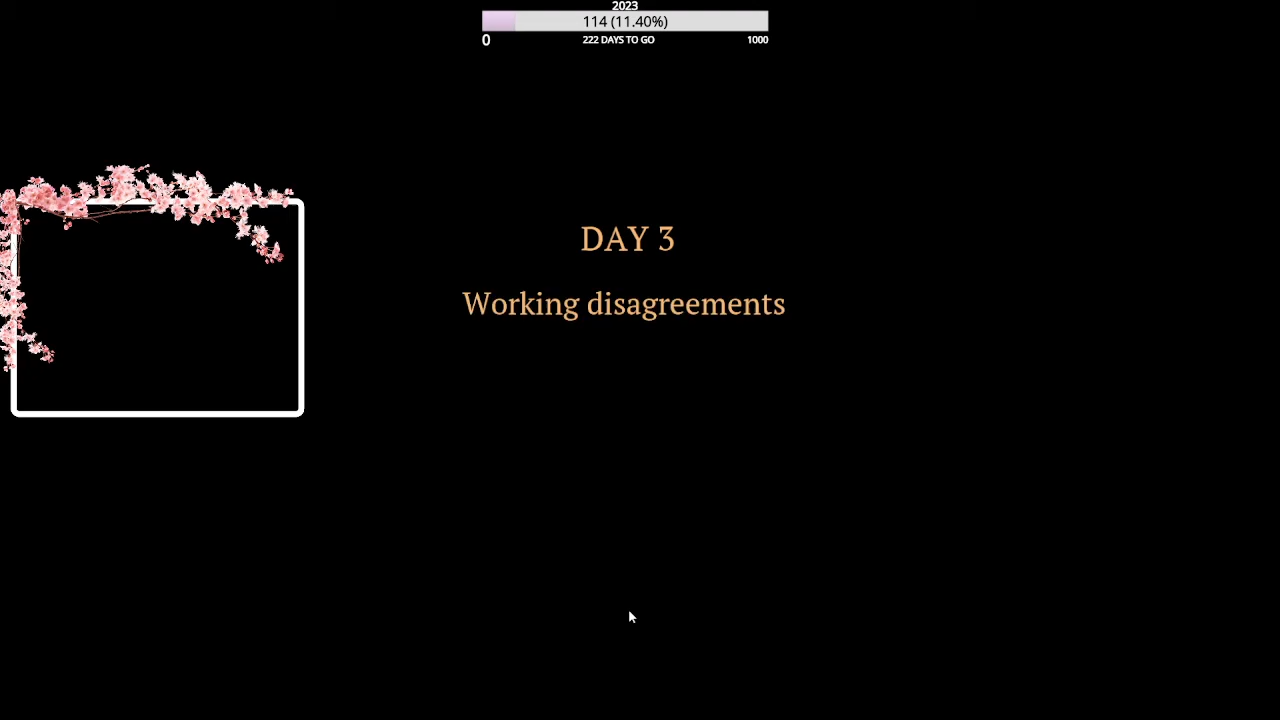 2023
114 (11.40%)
0 222 DAYS TO GO 1000
DAY 3
Working disagreements